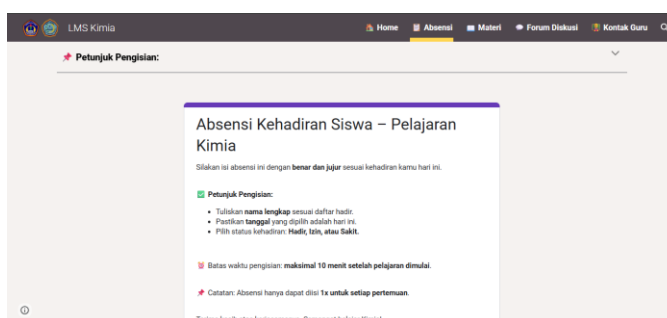 LMS Kimia
Home Absensi Materi Forum Diskusi Kontak Guru
Petunjuk Pengisian:
Absensi Kehadiran Siswa – Pelajaran
Kimia
Silakan isi absensi ini dengan benar dan jujur sesuai kehadiran kamu hari ini.
Petunjuk Pengisian:
Tuliskan nama lengkap sesuai daftar hadir.
Pastikan tanggal yang dipilih adalah hari ini.
Pilih status kehadiran: Hadir, Izin, atau Sakit.
Batas waktu pengisian: maksimal 10 menit setelah pelajaran dimulai.
Catatan: Absensi hanya dapat diisi 1x untuk setiap pertemuan.